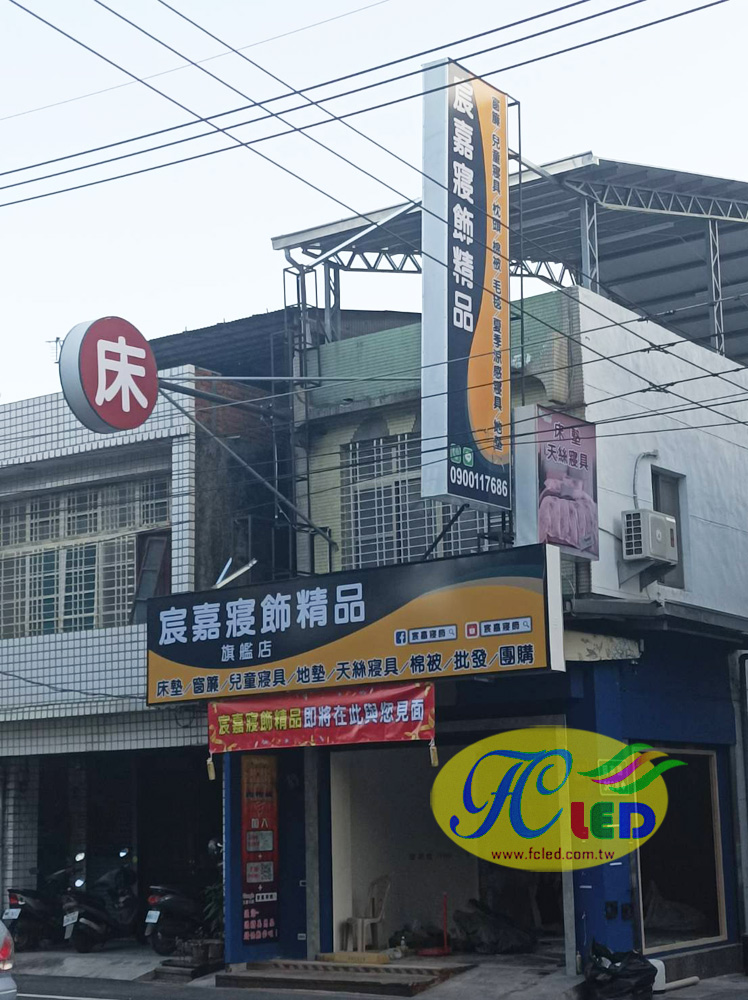 宸嘉寢飾精品
窗簾/兒童寢具/枕頭/棉被/毛毯/夏季涼感寢具/地墊
0900117686
床
床墊
天絲寢具
宸嘉寢飾精品
旗艦店
宸嘉寢飾
宸嘉寢飾
床墊/窗簾/兒童寢具/地墊/天絲寢具/棉被/批發/團購
宸嘉寢飾精品即將在此與您見面
加入
FC LED
www.fcled.com.tw